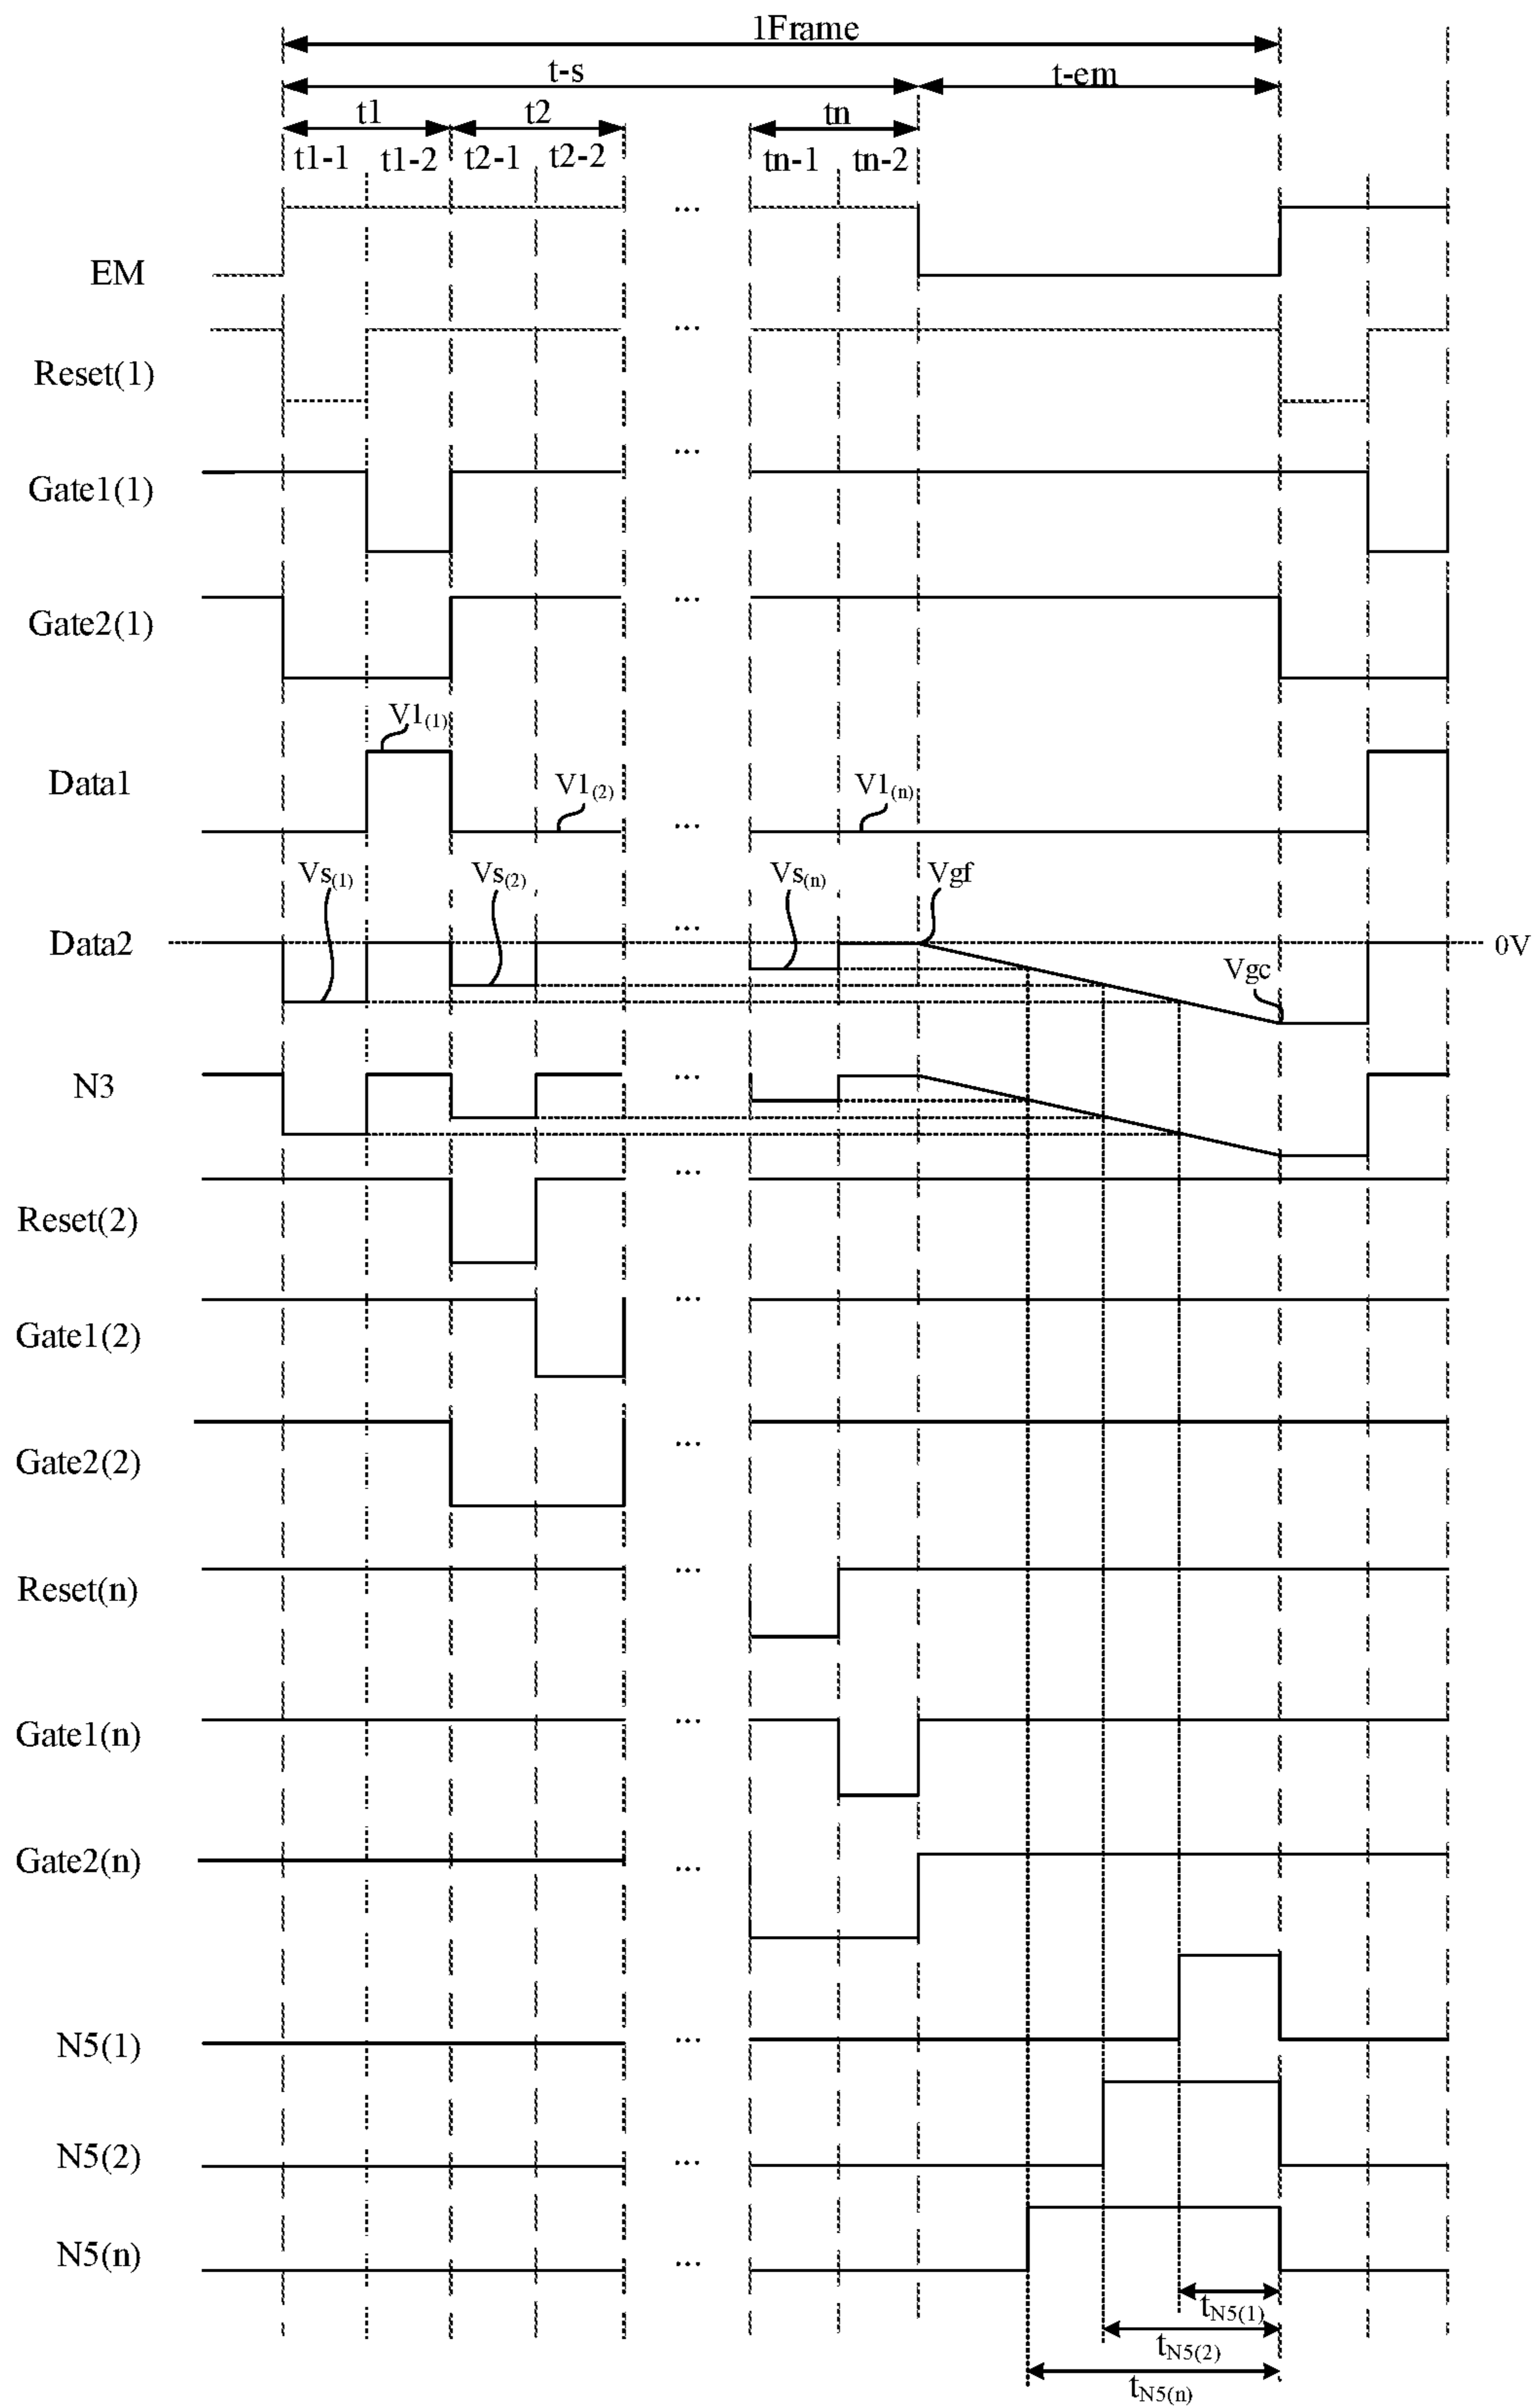 1Frame
t-s t-em
t1 t2 tn
t1-1 t1-2 t2-1 t2-2 tn-1 tn-2
...
EM
...
Reset(1)
...
Gate1(1)
...
Gate2(1)
V1(1)
Data1 V1(2) ... V1(n)
Vs(1) Vs(2) Vs(n) Vgf
...
Data2 0V
Vgc
N3 ...
...
Reset(2)
...
Gate1(2)
...
Gate2(2)
...
Reset(n)
...
Gate1(n)
...
Gate2(n)
...
N5(1)
...
N5(2)
...
N5(n)
tN5(1)
tN5(2)
tN5(n)